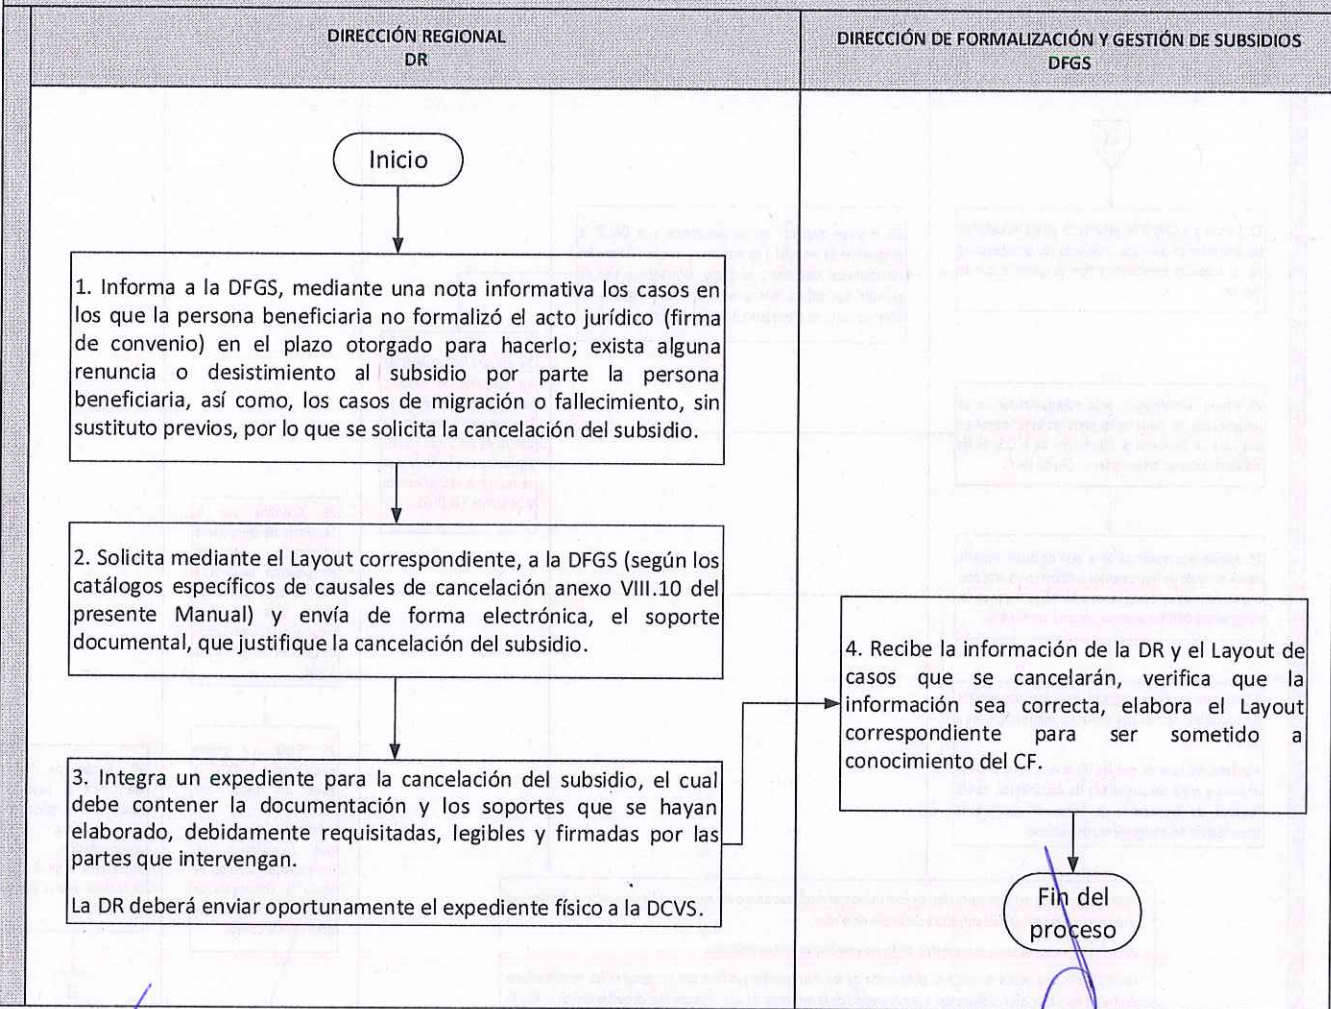 DIRECCIÓN REGIONAL
DR
DIRECCIÓN DE FORMALIZACIÓN Y GESTIÓN DE SUBSIDIOS
DFGS
Inicio
1. Informa a la DFGS, mediante una nota informativa los casos en
los que la persona beneficiaria no formalizó el acto jurídico (firma
de convenio) en el plazo otorgado para hacerlo; exista alguna
renuncia o desistimiento al subsidio por parte la persona
beneficiaria, así como, los casos de migración o fallecimiento, sin
sustituto previos, por lo que se solicita la cancelación del subsidio.
2. Solicita mediante el Layout correspondiente, a la DFGS (según los
catálogos específicos de causales de cancelación anexo VIII.10 del
presente Manual) y envía de forma electrónica, el soporte
documental, que justifique la cancelación del subsidio.
3. Integra un expediente para la cancelación del subsidio, el cual
debe contener la documentación y los soportes que se hayan
elaborado, debidamente requisitadas, legibles y firmadas por las
partes que intervengan.
La DR deberá enviar oportunamente el expediente físico a la DCVS.
4. Recibe la información de la DR y el Layout de
casos que se cancelarán, verifica que la
información sea correcta, elabora el Layout
correspondiente para ser sometido a
conocimiento del CF.
Fin del
proceso